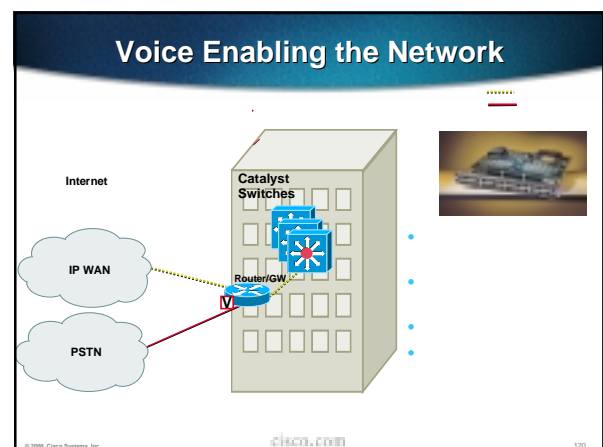 Voice Enabling the Network
Internet
Catalyst
Switches
IP WAN
Router/GW
V
PSTN
© 2000, Cisco Systems, Inc.
cisco.com
120